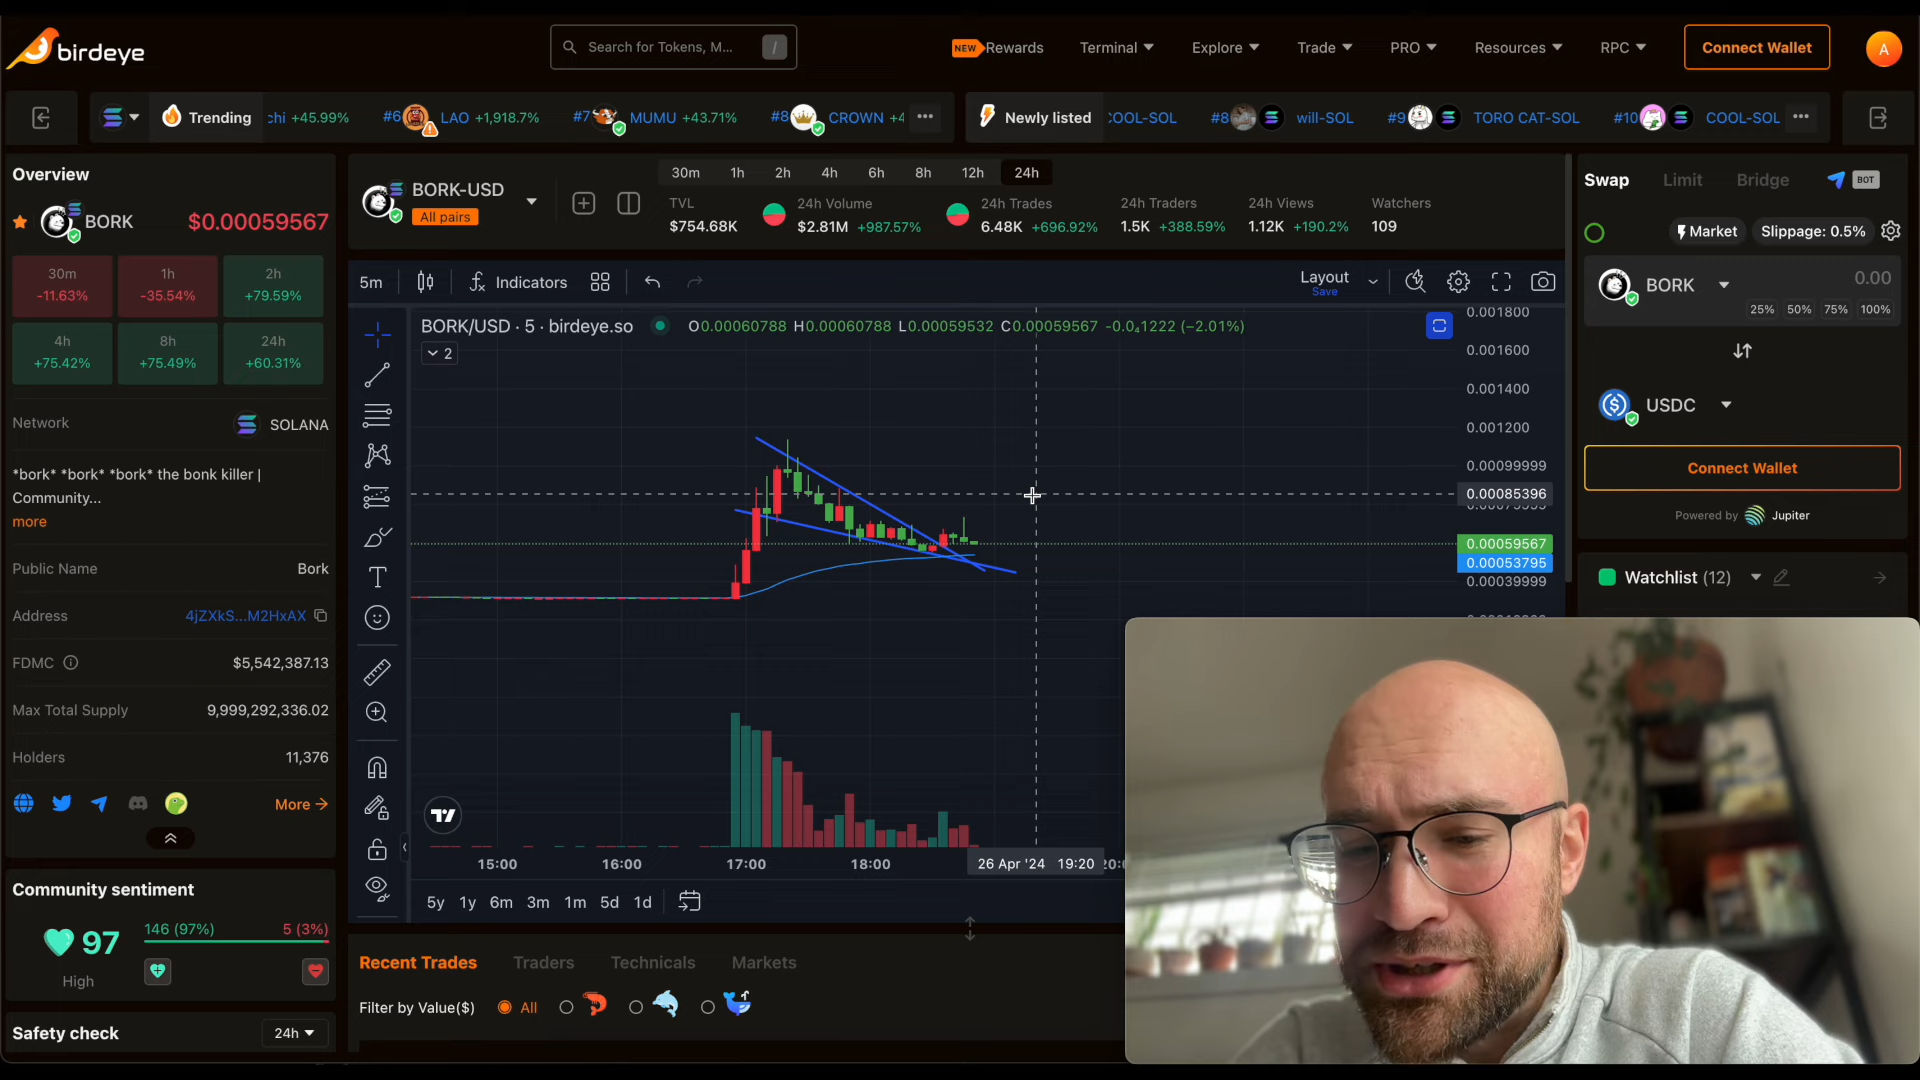 birdeye
Search for Tokens, M...
/
NEW Rewards
Terminal
Explore
Trade
PRO
Resources
RPC
Connect Wallet
A
Trending
chi +45.99%
#6 LAO +1,918.7%
#7 MUMU +43.71%
#8 CROWN +4
Newly listed
COOL-SOL
#8 will-SOL
#9 TORO CAT-SOL
#10 COOL-SOL
Overview
BORK
$0.00059567
30m
-11.63%
1h
-35.54%
2h
+79.59%
4h
+75.42%
8h
+75.49%
24h
+60.31%
Network
SOLANA
*bork* *bork* *bork* the bonk killer |
Community...
more
Public Name
Bork
Address
4jZXkS...M2HxAX
FDMC
$5,542,387.13
Max Total Supply
9,999,292,336.02
Holders
11,376
More
Community sentiment
97
High
146 (97%)
5 (3%)
Safety check
24h
BORK-USD
All pairs
30m 1h 2h 4h 6h 8h 12h 24h
TVL
$754.68K
24h Volume
$2.81M +987.57%
24h Trades
6.48K +696.92%
24h Traders
1.5K +388.59%
24h Views
1.12K +190.2%
Watchers
109
5m
Indicators
Layout
Save
BORK/USD · 5 · birdeye.so
O0.00060788 H0.00060788 L0.00059532 C0.00059567 -0.0₄1222 (−2.01%)
2
0.001800
0.001600
0.001400
0.001200
0.00099999
0.00085396
0.00059567
0.00053795
0.00039999
15:00
16:00
17:00
18:00
26 Apr '24 19:20
5y 1y 6m 3m 1m 5d 1d
Recent Trades
Traders
Technicals
Markets
Filter by Value($)
All
Swap
Limit
Bridge
BOT
Market
Slippage: 0.5%
BORK
0.00
25% 50% 75% 100%
USDC
Connect Wallet
Powered by Jupiter
Watchlist (12)